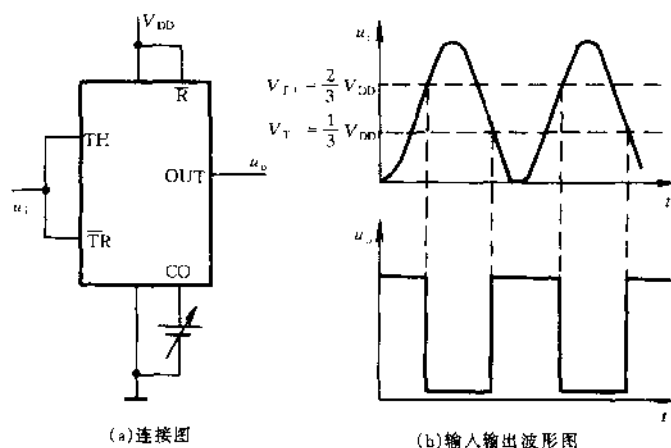 V_DD
R̅
TH
OUT
u_o
u_i
T̅R̅
CO
(a)连接图
u_i
V_T+ = 2/3 V_DD
V_T = 1/3 V_DD
t
u_o
t
(b)输入输出波形图